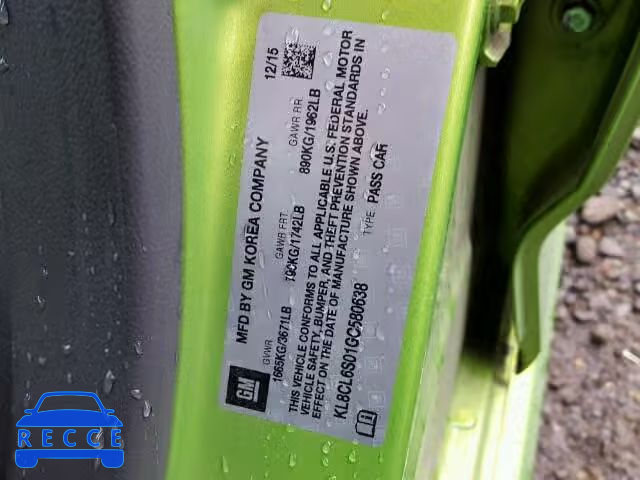 MFD BY GM KOREA COMPANY 12/15
GVWR GAWR FRT GAWR RR
1665KG/3671LB /1742LB 890KG/1962LB
THIS VEHICLE CONFORMS TO ALL APPLICABLE U.S. FEDERAL MOTOR
VEHICLE SAFETY, BUMPER, AND THEFT PREVENTION STANDARDS IN
EFFECT ON THE DATE OF MANUFACTURE SHOWN ABOVE.
KL8CL6S01GC580638 TYPE: PASS CAR
GM
RECCE